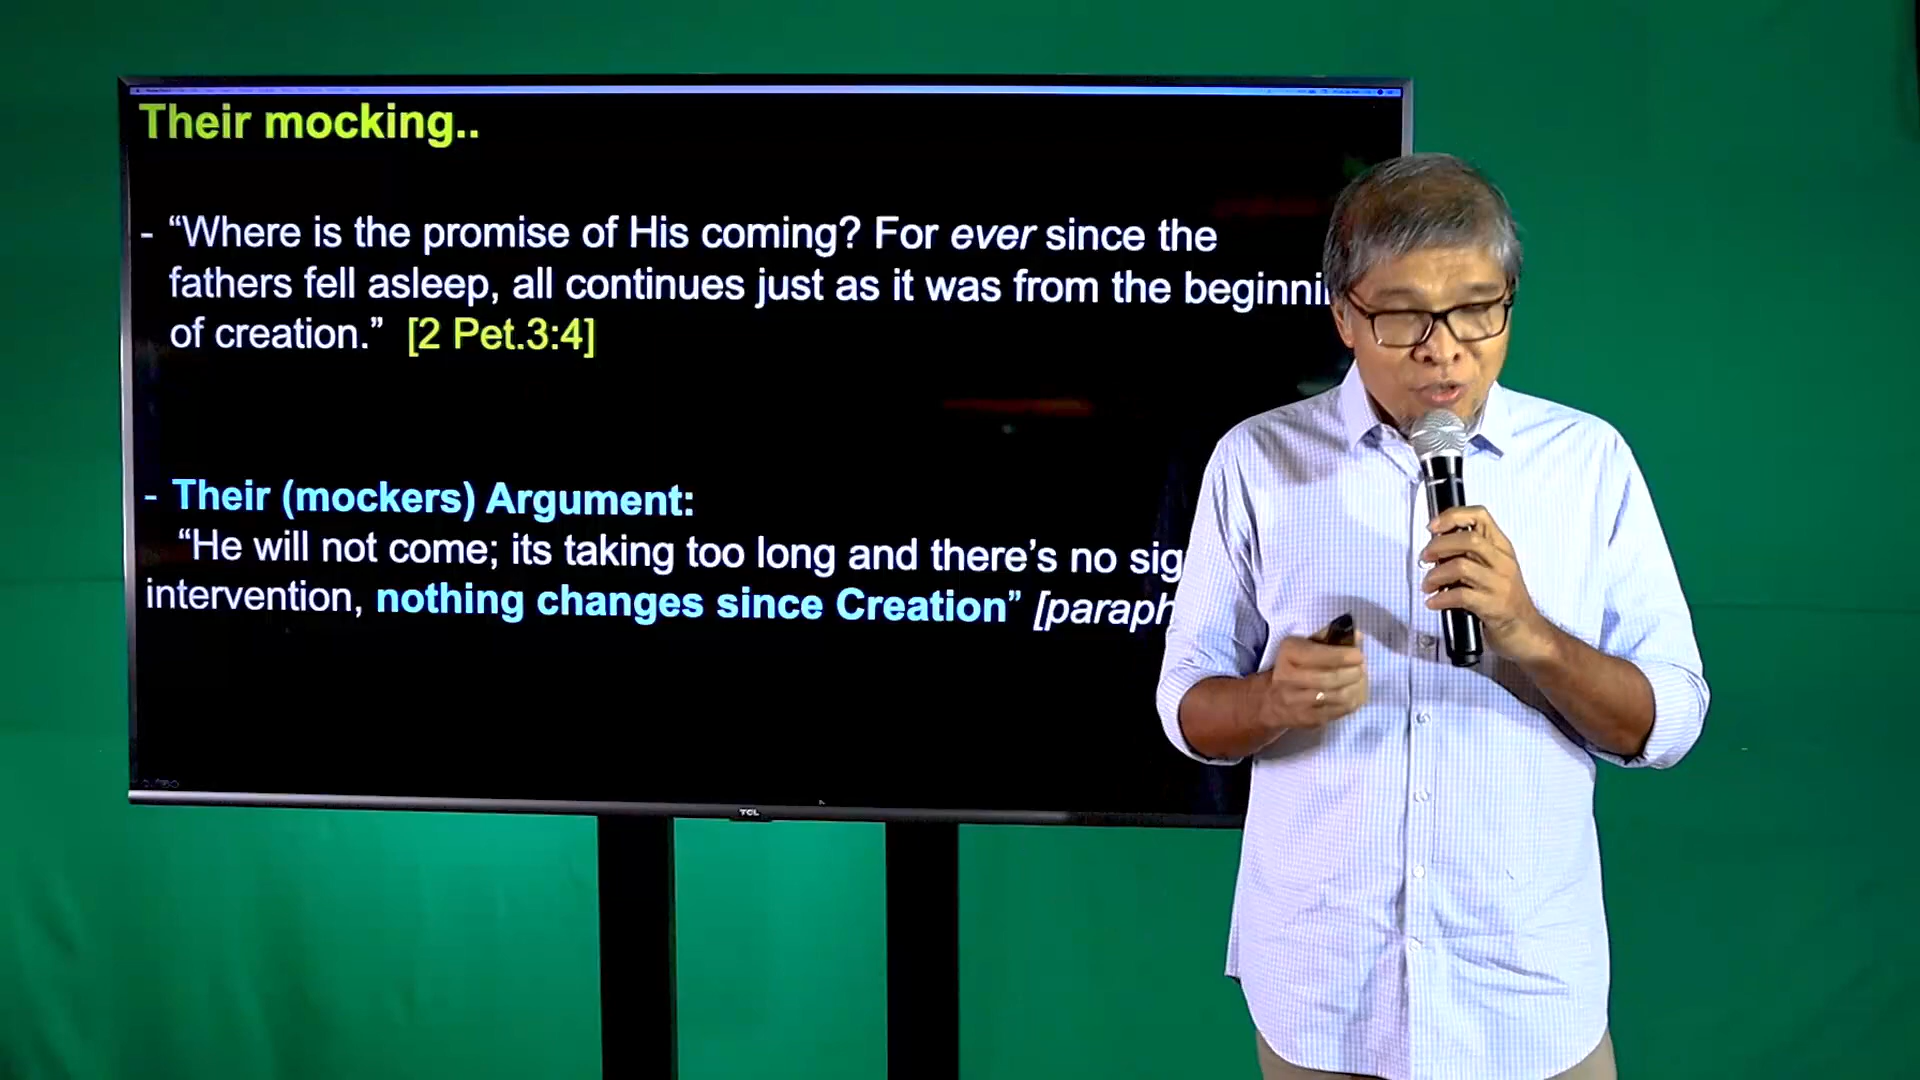 Their mocking..
- “Where is the promise of His coming? For ever since the
fathers fell asleep, all continues just as it was from the
of creation.” [2 Pet.3:4]
- Their (mockers) Argument:
“He will not come; its taking too long and there’s no
intervention, nothing changes since Creation”
TCL